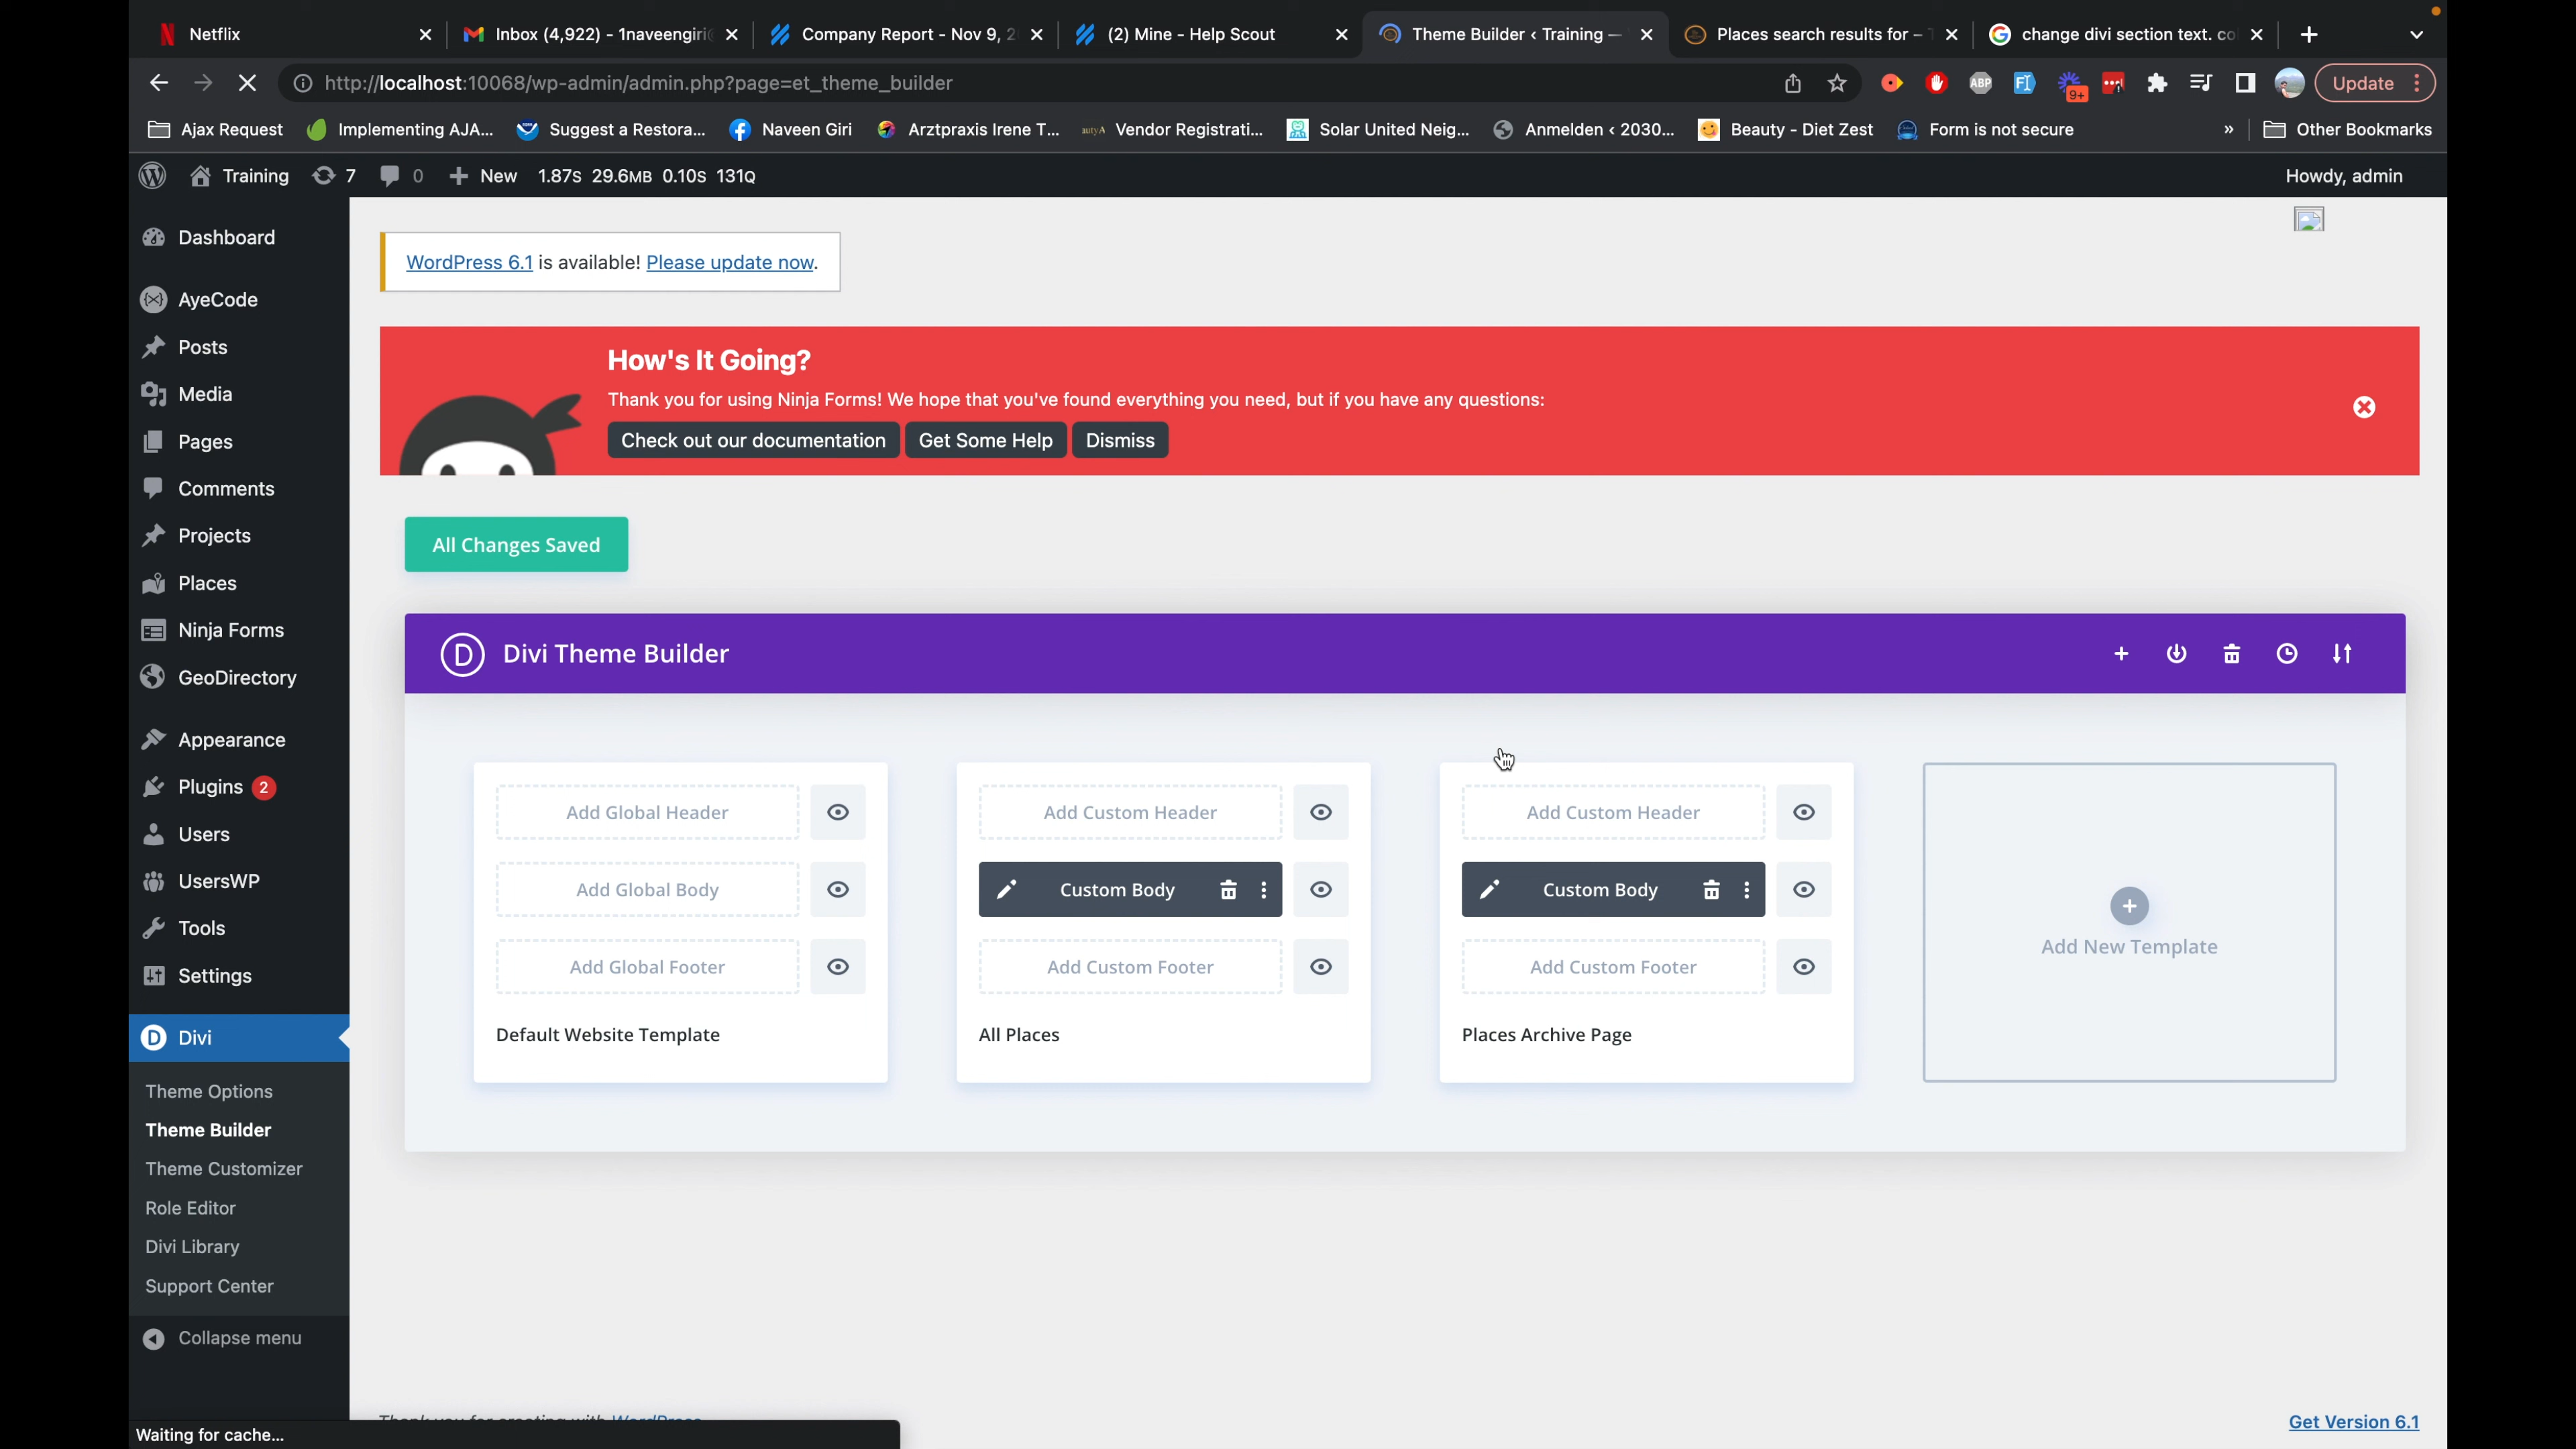 Netflix
Inbox (4,922) - 1naveengiri
Company Report - Nov 9, 2
(2) Mine - Help Scout
Theme Builder ‹ Training —
Places search results for –
change divi section text. co
http://localhost:10068/wp-admin/admin.php?page=et_theme_builder
ABP
9+
Update
Ajax Request
Implementing AJA...
Suggest a Restora...
Naveen Giri
Arztpraxis Irene T...
Vendor Registrati...
Solar United Neig...
Anmelden ‹ 2030...
Beauty - Diet Zest
Form is not secure
»
Other Bookmarks
Training
7
0
New
1.87S 29.6MB 0.10S 131Q
Howdy, admin
Dashboard
AyeCode
Posts
Media
Pages
Comments
Projects
Places
Ninja Forms
GeoDirectory
Appearance
Plugins 2
Users
UsersWP
Tools
Settings
Divi
Theme Options
Theme Builder
Theme Customizer
Role Editor
Divi Library
Support Center
Collapse menu
WordPress 6.1 is available! Please update now.
How's It Going?
Thank you for using Ninja Forms! We hope that you've found everything you need, but if you have any questions:
Check out our documentation
Get Some Help
Dismiss
All Changes Saved
D Divi Theme Builder
Add Global Header
Add Global Body
Add Global Footer
Default Website Template
Add Custom Header
Custom Body
Add Custom Footer
All Places
Add Custom Header
Custom Body
Add Custom Footer
Places Archive Page
Add New Template
Thank you for creating with WordPress
Get Version 6.1
Waiting for cache...